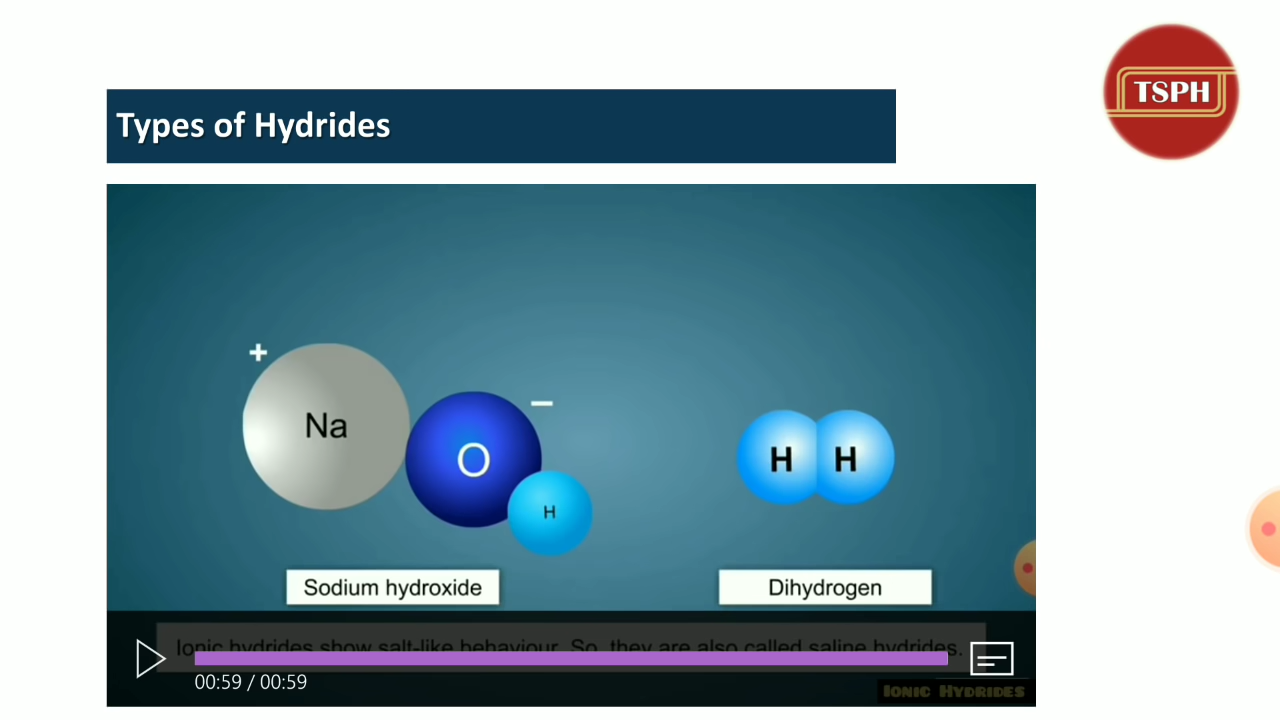 TSPH
Types of Hydrides
+
Na
O
–
H
H H
Sodium hydroxide
Dihydrogen
Ionic hydrides show salt-like behaviour. So, they are also called saline hydrides.
00:59 / 00:59
IONIC HYDRIDES